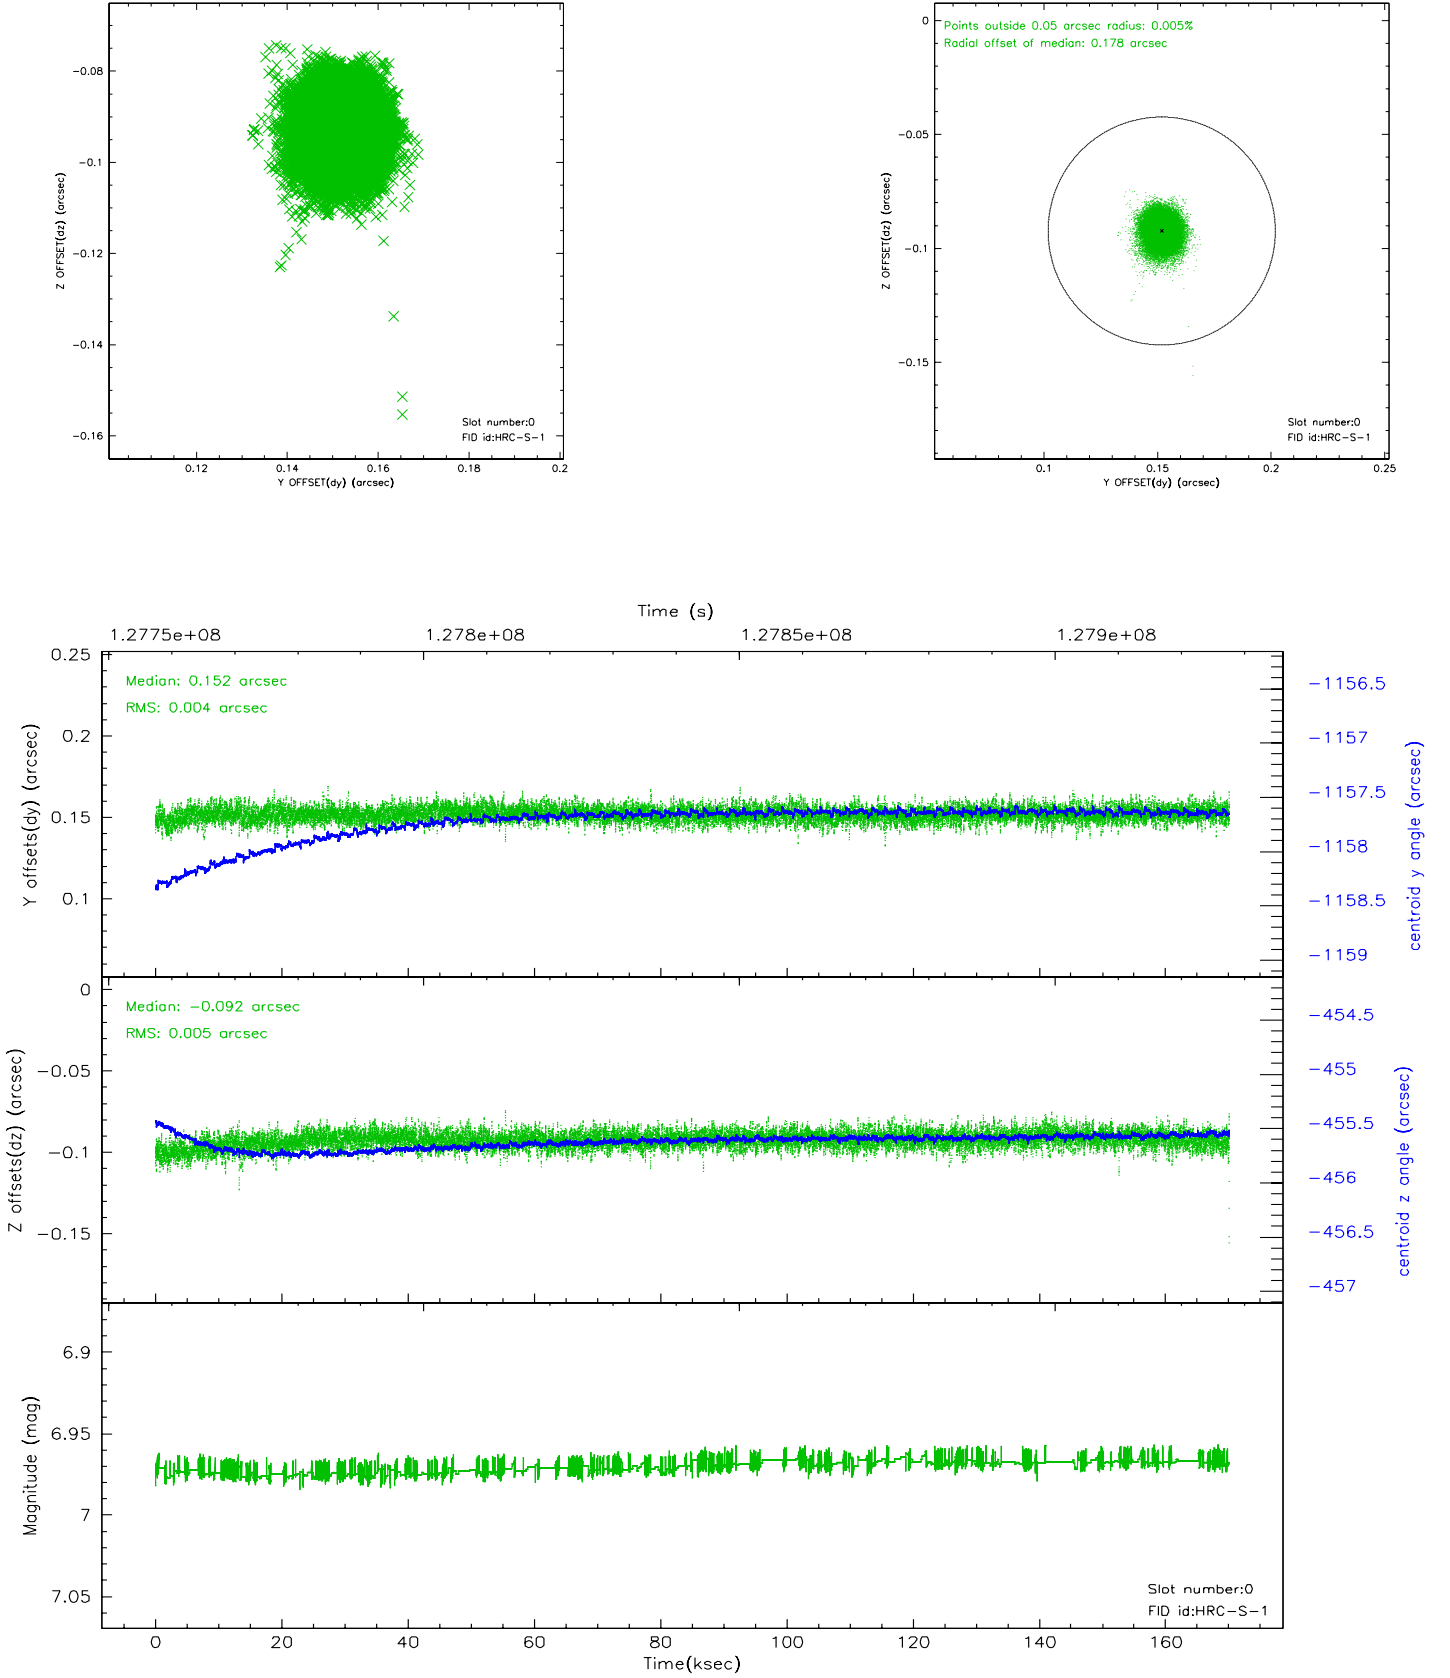 -0.08
-0.1
-0.12
-0.14
-0.16
Z OFFSET(dz) (arcsec)
0.12
0.14
0.16
0.18
0.2
Y OFFSET(dy) (arcsec)
Slot number:0
FID id:HRC-S-1
Points outside 0.05 arcsec radius: 0.005%
Radial offset of median: 0.178 arcsec
0
-0.05
-0.1
-0.15
Z OFFSET(dz) (arcsec)
0.1
0.15
0.2
0.25
Y OFFSET(dy) (arcsec)
Slot number:0
FID id:HRC-S-1
Time (s)
1.2775e+08
1.278e+08
1.2785e+08
1.279e+08
Median: 0.152 arcsec
RMS: 0.004 arcsec
0.25
0.2
0.15
0.1
Y offsets(dy) (arcsec)
-1156.5
-1157
-1157.5
-1158
-1158.5
-1159
centroid y angle (arcsec)
Median: -0.092 arcsec
RMS: 0.005 arcsec
0
-0.05
-0.1
-0.15
Z offsets(dz) (arcsec)
-454.5
-455
-455.5
-456
-456.5
-457
centroid z angle (arcsec)
6.9
6.95
7
7.05
Magnitude (mag)
Slot number:0
FID id:HRC-S-1
0
20
40
60
80
100
120
140
160
Time(ksec)